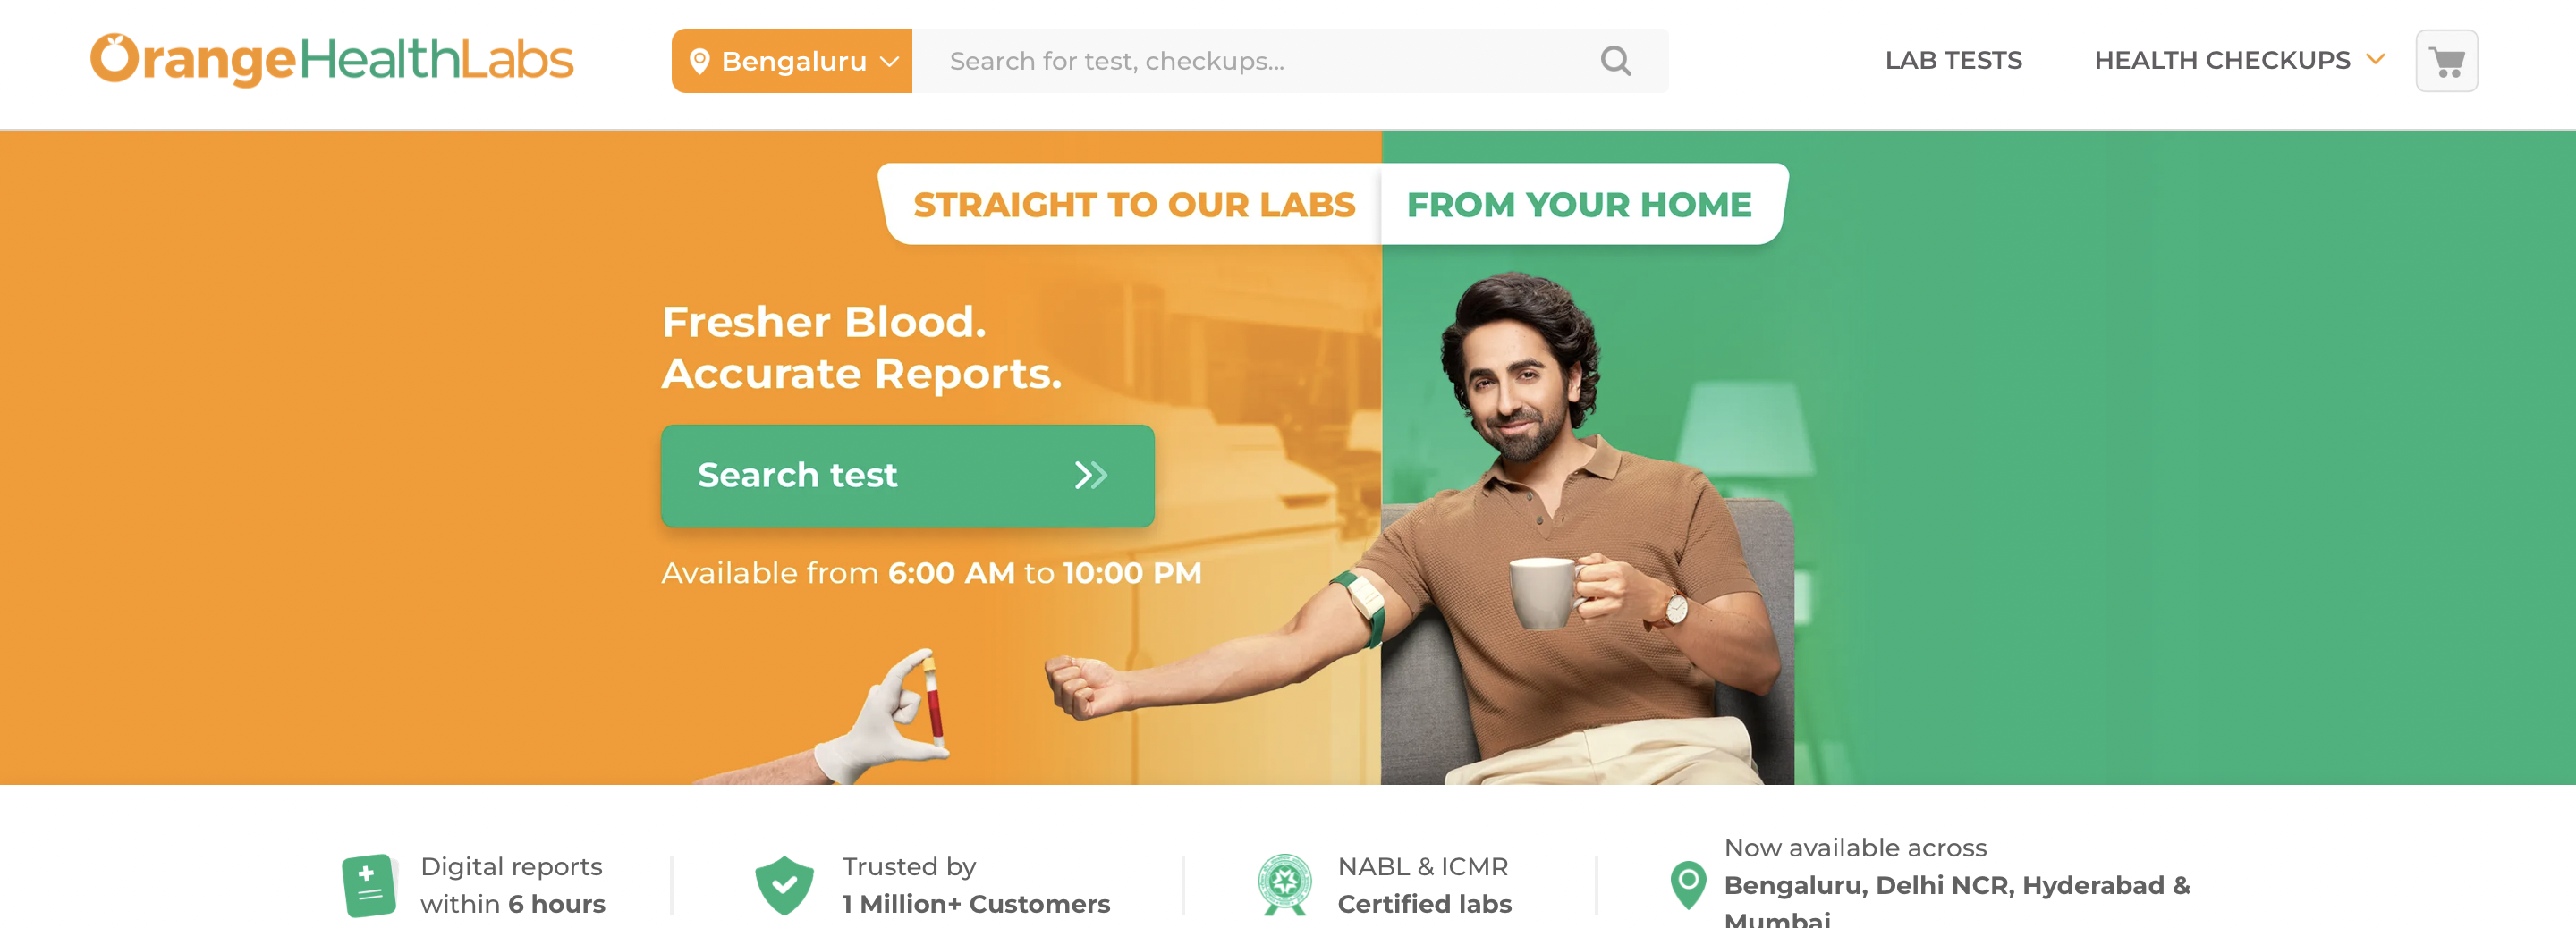 OrangeHealthLabs
Bengaluru
Search for test, checkups...
LAB TESTS
HEALTH CHECKUPS
STRAIGHT TO OUR LABS
FROM YOUR HOME
Fresher Blood.
Accurate Reports.
Search test
Available from 6:00 AM to 10:00 PM
Digital reports
within 6 hours
Trusted by
1 Million+ Customers
NABL & ICMR
Certified labs
Now available across
Bengaluru, Delhi NCR, Hyderabad &
Mumbai